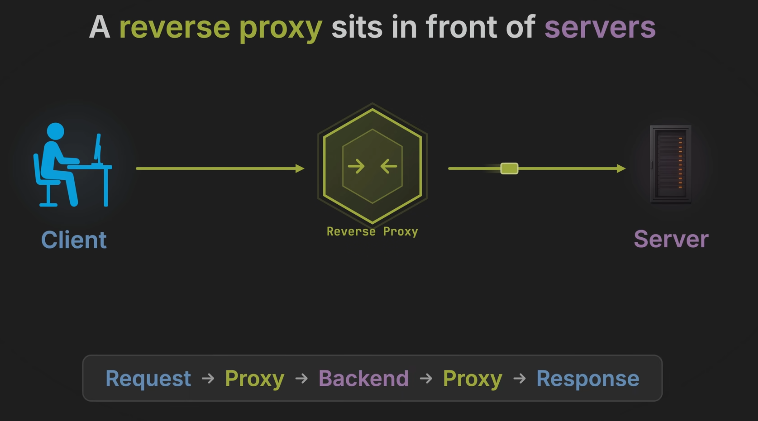 A reverse proxy sits in front of servers
Reverse Proxy
Client
Server
Request → Proxy → Backend → Proxy → Response